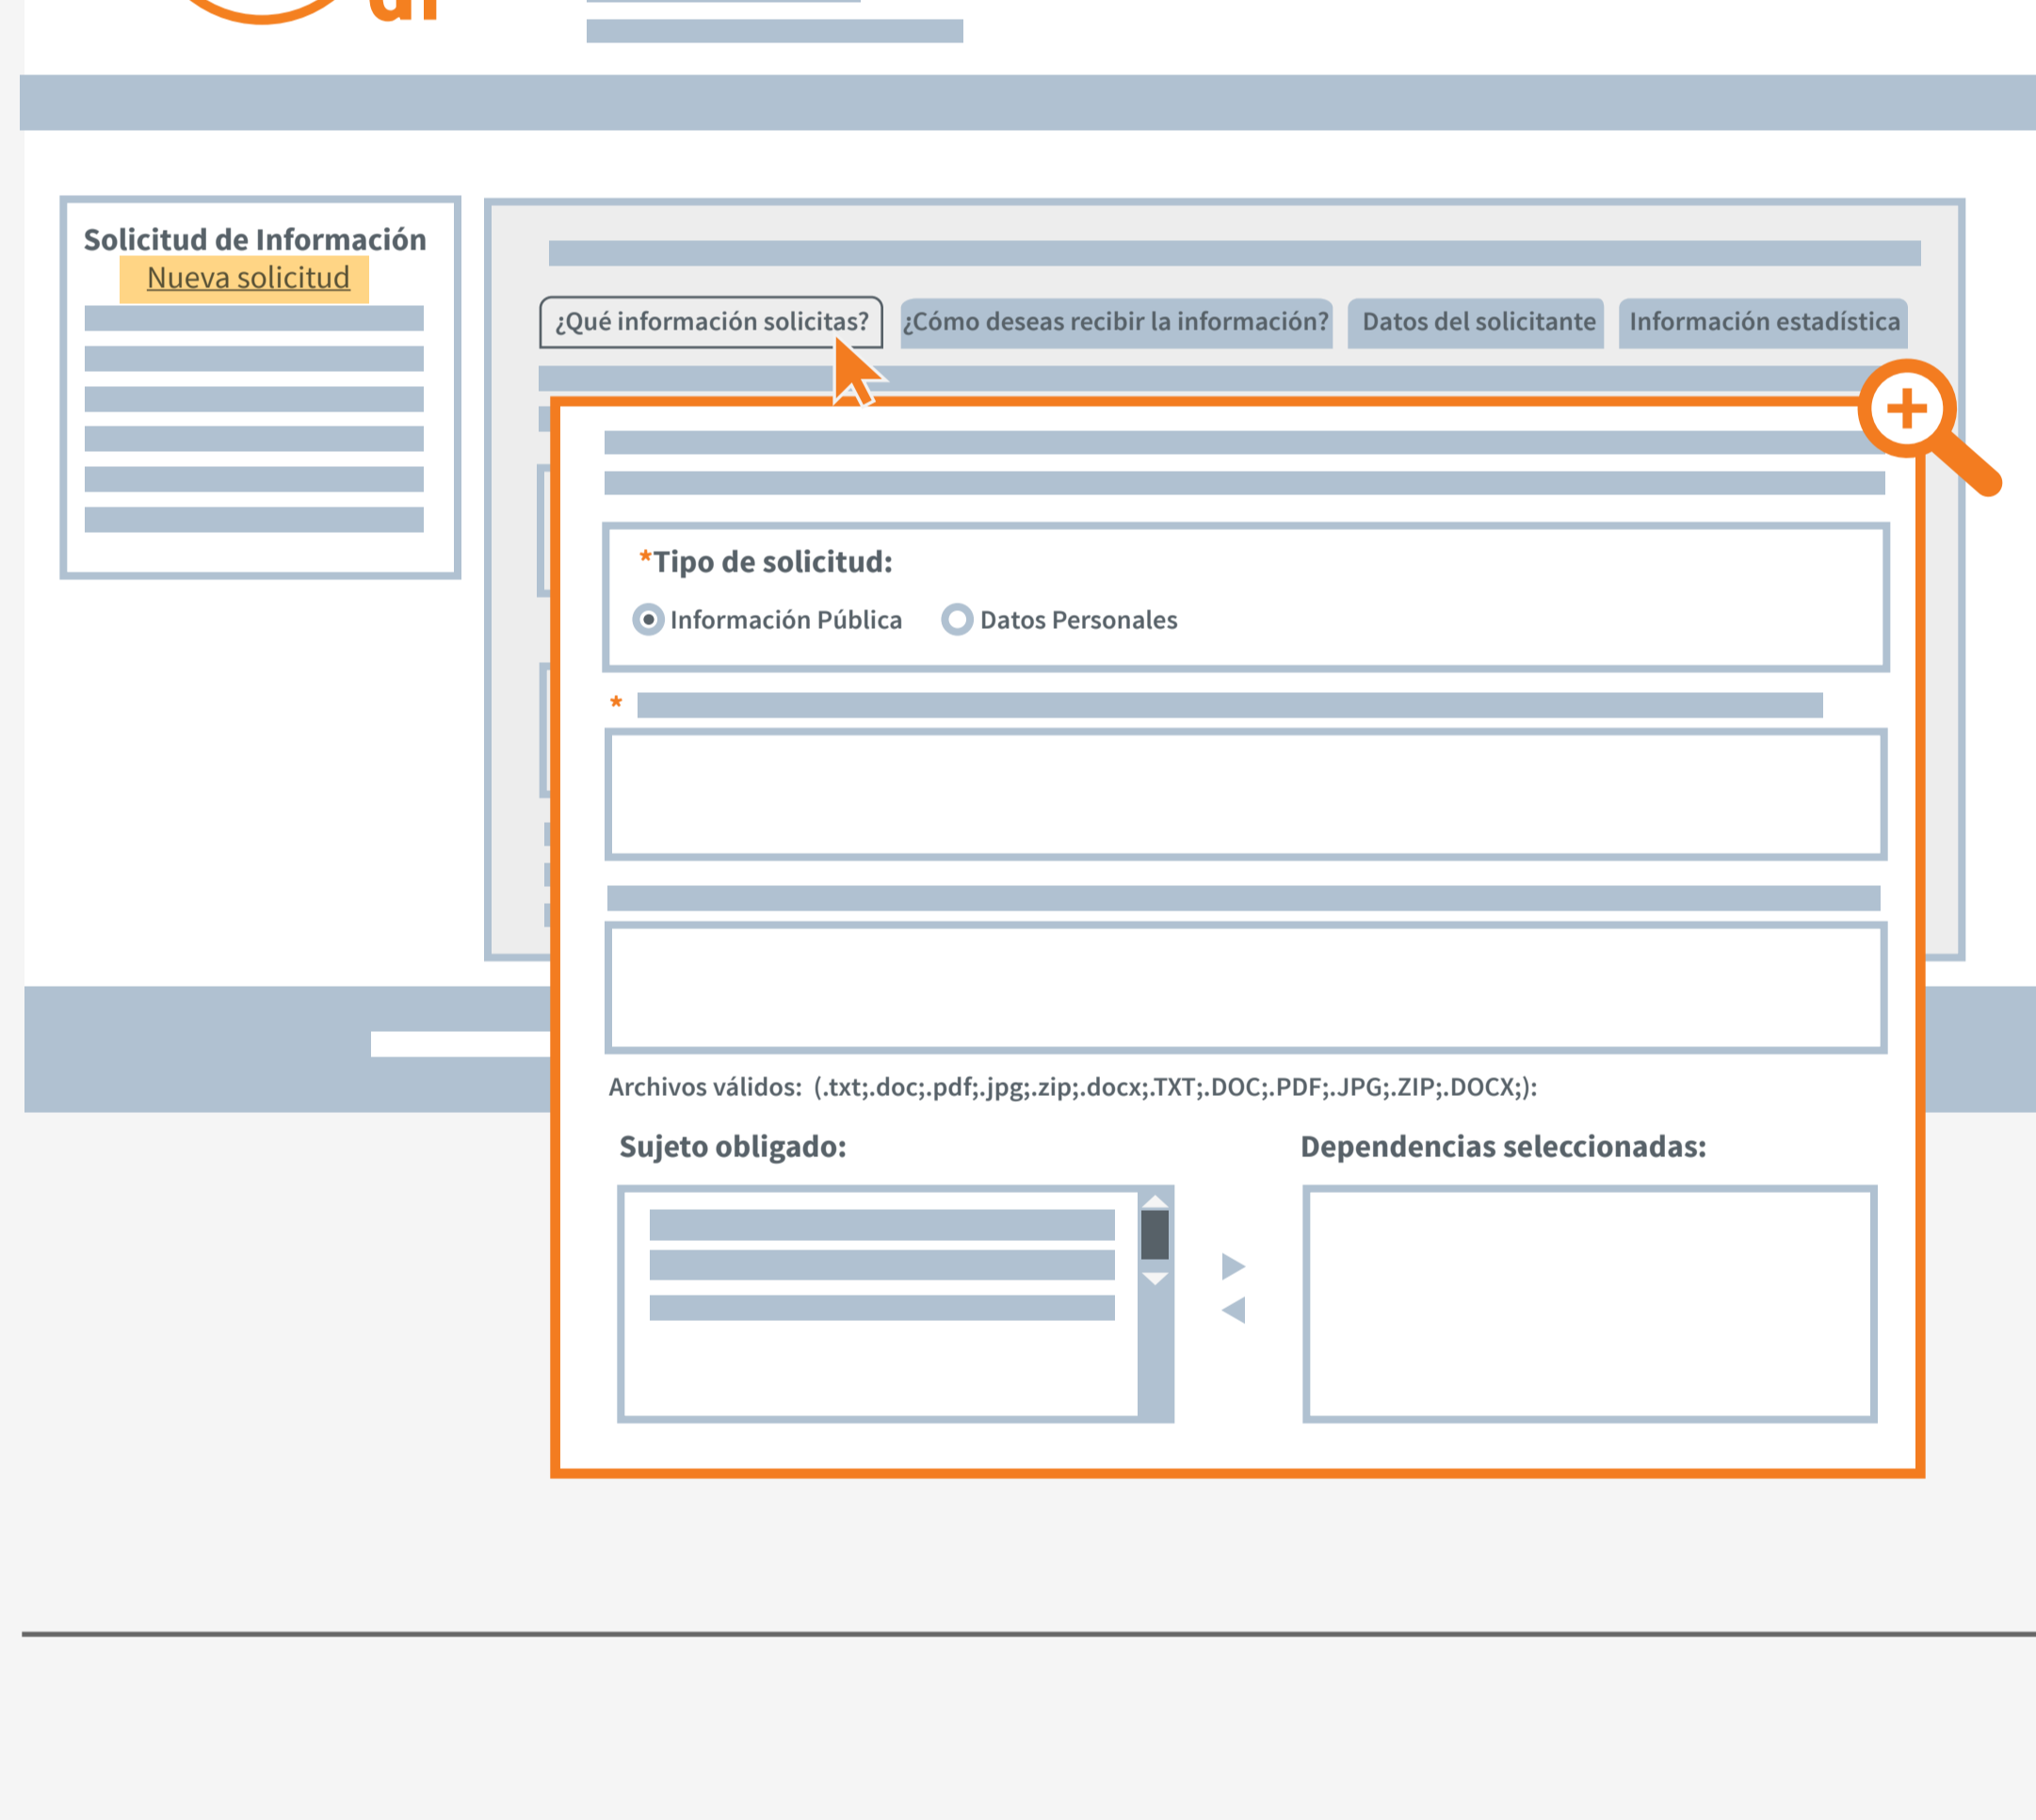 Solicitud de Información
Nueva solicitud
¿Qué información solicitas?
¿Cómo deseas recibir la información?
Datos del solicitante
Información estadística
*Tipo de solicitud:
Información Pública
Datos Personales
*
Archivos válidos: (.txt;.doc;.pdf;.jpg;.zip;.docx;.TXT;.DOC;.PDF;.JPG;.ZIP;.DOCX;):
Sujeto obligado:
Dependencias seleccionadas: